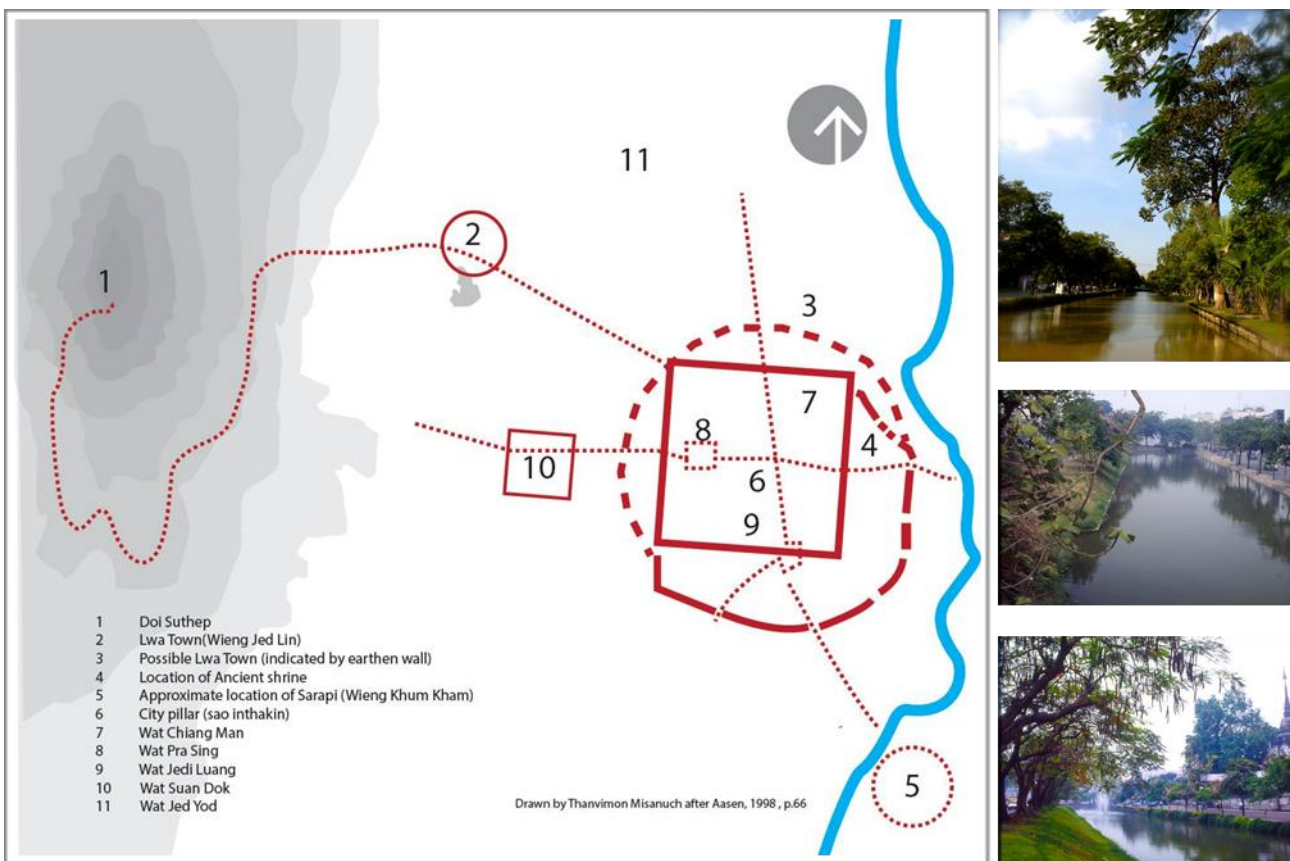 11
2
1
3
7
8
4
10
6
9
5
1 Doi Suthep
2 Lwa Town(Wieng Jed Lin)
3 Possible Lwa Town (indicated by earthen wall)
4 Location of Ancient shrine
5 Approximate location of Sarapi (Wieng Khum Kham)
6 City pillar (sao inthakin)
7 Wat Chiang Man
8 Wat Pra Sing
9 Wat Jedi Luang
10 Wat Suan Dok
11 Wat Jed Yod
Drawn by Thanvimon Misanuch after Aasen, 1998 , p.66